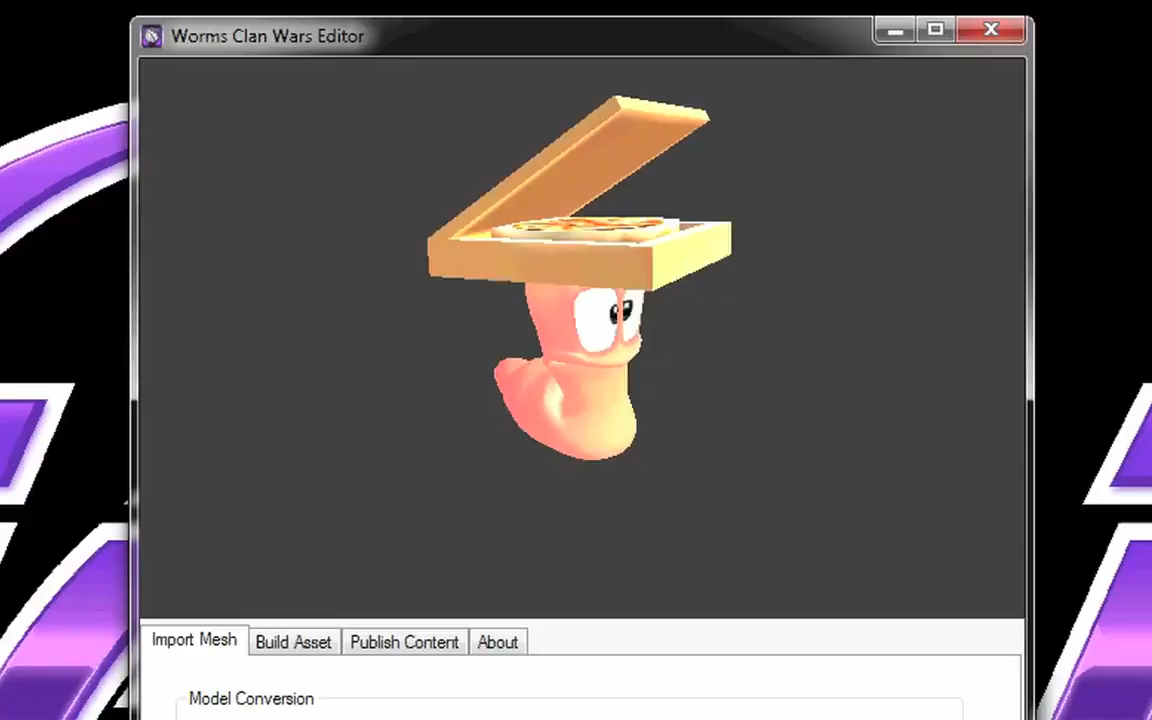 Worms Clan Wars Editor
Import Mesh
Build Asset
Publish Content
About
Model Conversion